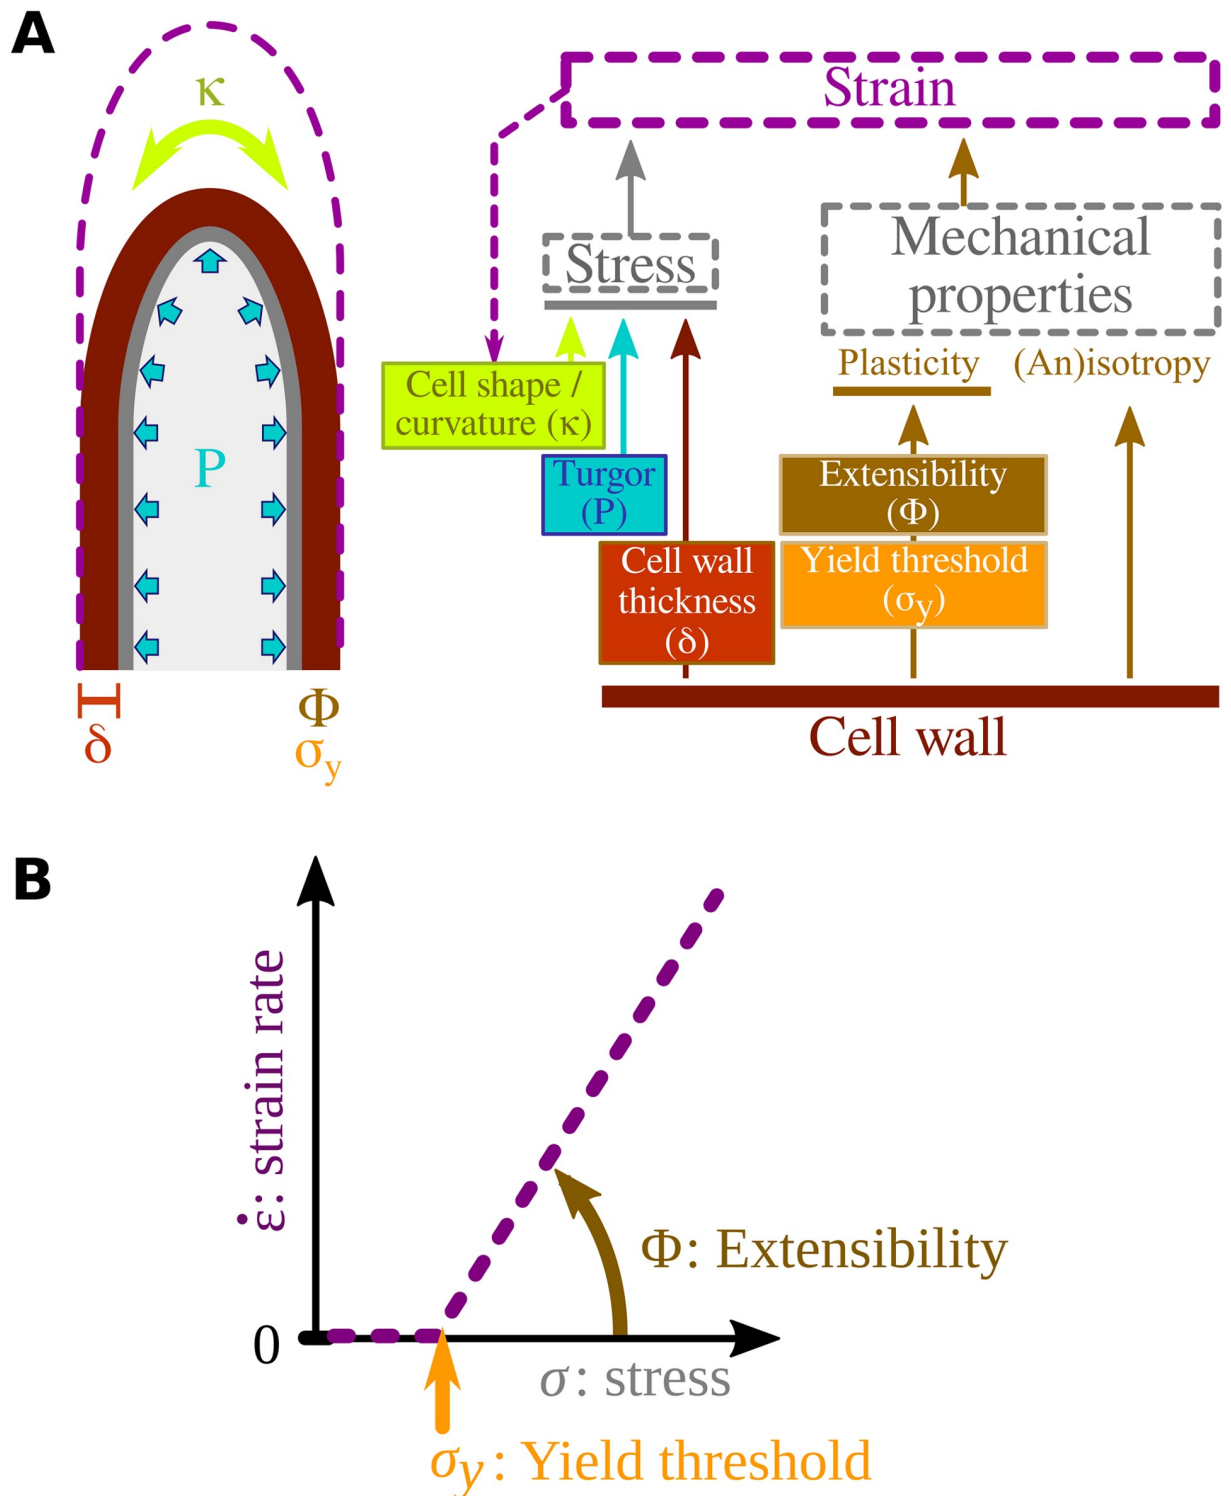 A
κ
P
δ
Φ
σy
Strain
Stress
Mechanical
properties
Plasticity
(An)isotropy
Cell shape /
curvature (κ)
Turgor
(P)
Cell wall
thickness
(δ)
Extensibility
(Φ)
Yield threshold
(σy)
Cell wall
B
ε̇: strain rate
Φ: Extensibility
0
σ: stress
σy: Yield threshold